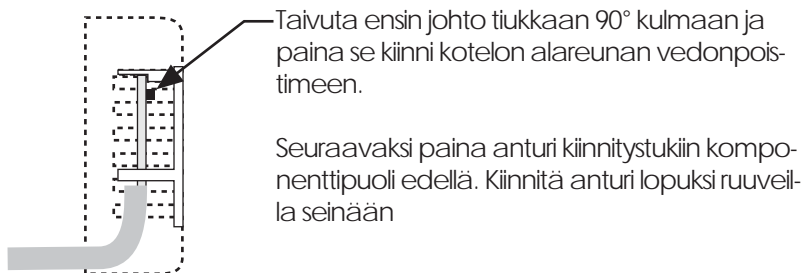 Taivuta ensin johto tiukkaan 90° kulmaan ja
paina se kiinni kotelon alareunan vedonpois-
timeen.
Seuraavaksi paina anturi kiinnitystukiin kompo-
nenttipuoli edellä. Kiinnitä anturi lopuksi ruuveil-
la seinään